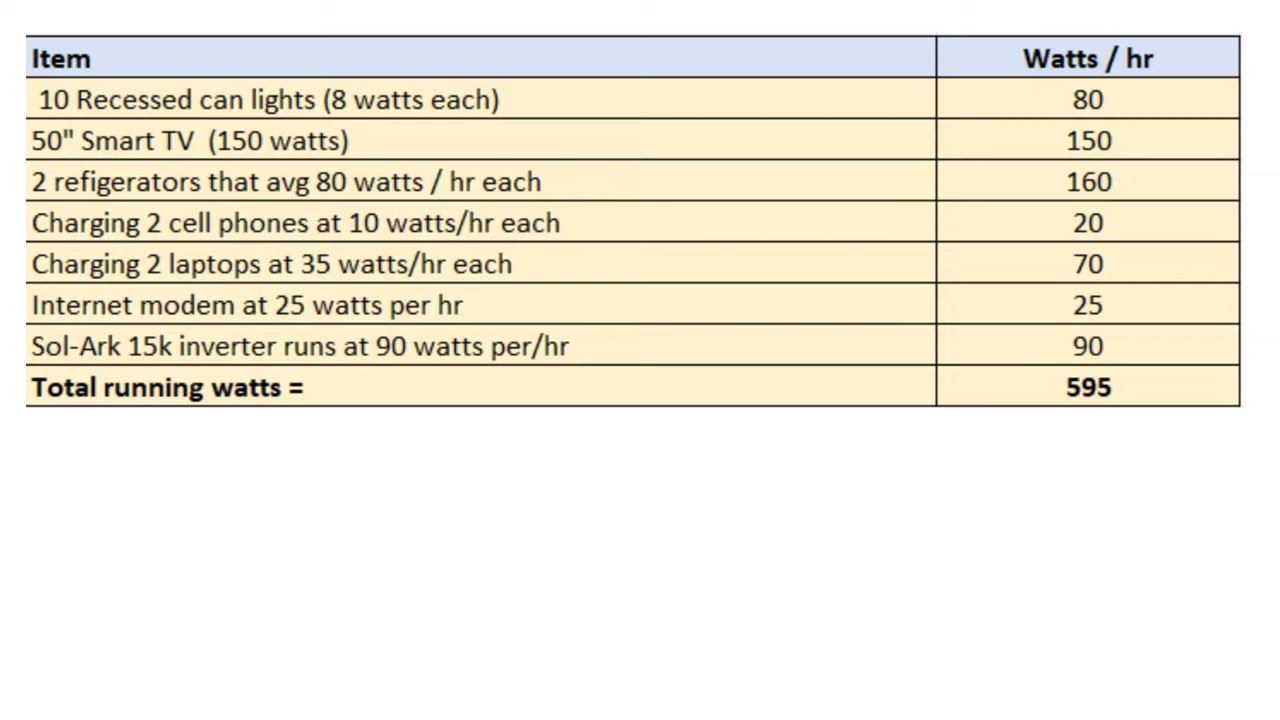 Item Watts / hr
10 Recessed can lights (8 watts each) 80
50" Smart TV (150 watts) 150
2 refigerators that avg 80 watts / hr each 160
Charging 2 cell phones at 10 watts/hr each 20
Charging 2 laptops at 35 watts/hr each 70
Internet modem at 25 watts per hr 25
Sol-Ark 15k inverter runs at 90 watts per/hr 90
Total running watts = 595